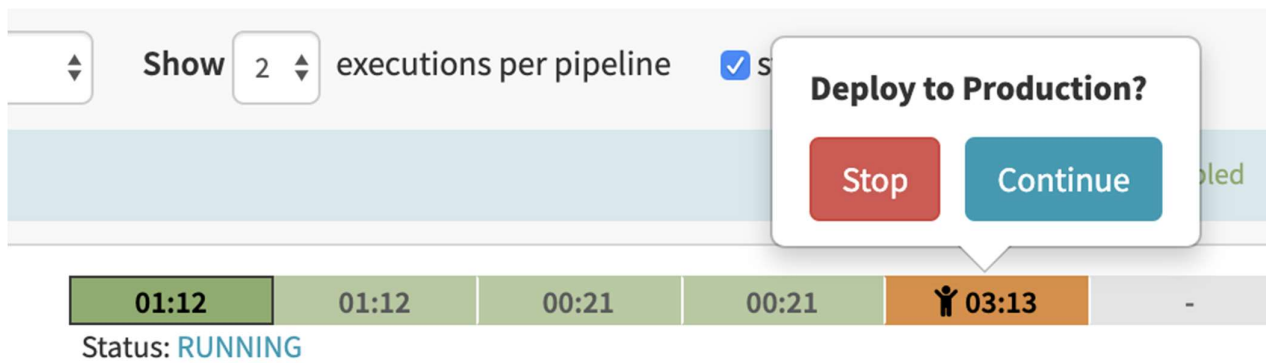 Show 2 executions per pipeline
Deploy to Production?
Stop Continue
01:12 01:12 00:21 00:21 03:13 -
Status: RUNNING